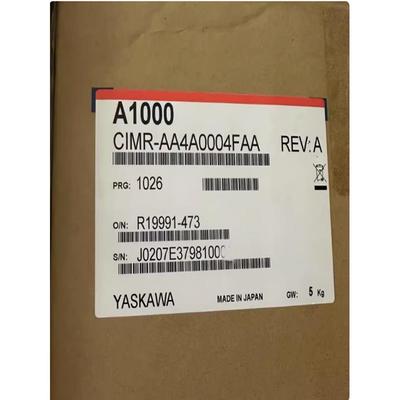 A1000
CIMR-AA4A0004FAA REV: A
PRG: 1026
O/N: R19991-473
S/N: J0207E37981000
YASKAWA MADE IN JAPAN GW: 5 Kg